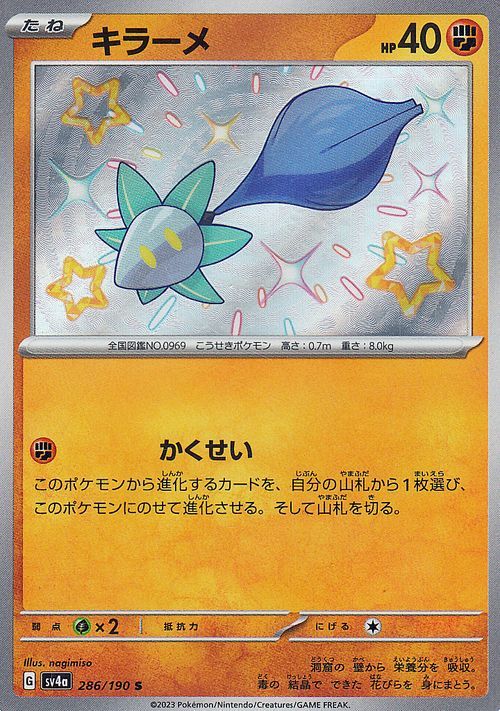 たね
キラーメ
HP40
全国図鑑NO.0969 こうせきポケモン 高さ:0.7m 重さ:8.0kg
かくせい
このポケモンから進化するカードを、自分の山札から1枚選び、
このポケモンにのせて進化させる。そして山札を切る。
弱点 ×2 抵抗力 にげる
Illus. nagimiso
G sv4a 286/190 S
洞窟の 壁から 栄養分を 吸収。
毒の 結晶で できた 花びらを 身にまとう。
©2023 Pokémon/Nintendo/Creatures/GAME FREAK.